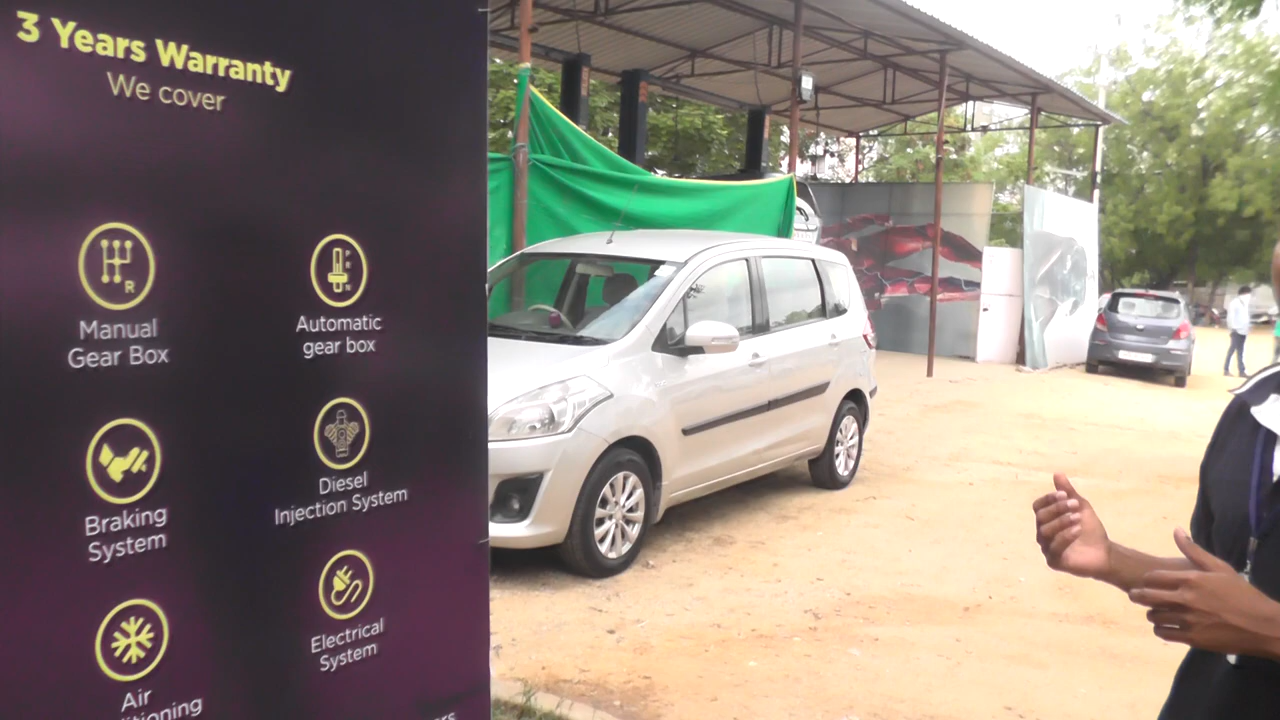 3 Years Warranty
We cover
R
P
R
N
Manual
Gear Box
Automatic
gear box
Braking
System
Diesel
Injection System
Electrical
System
Air